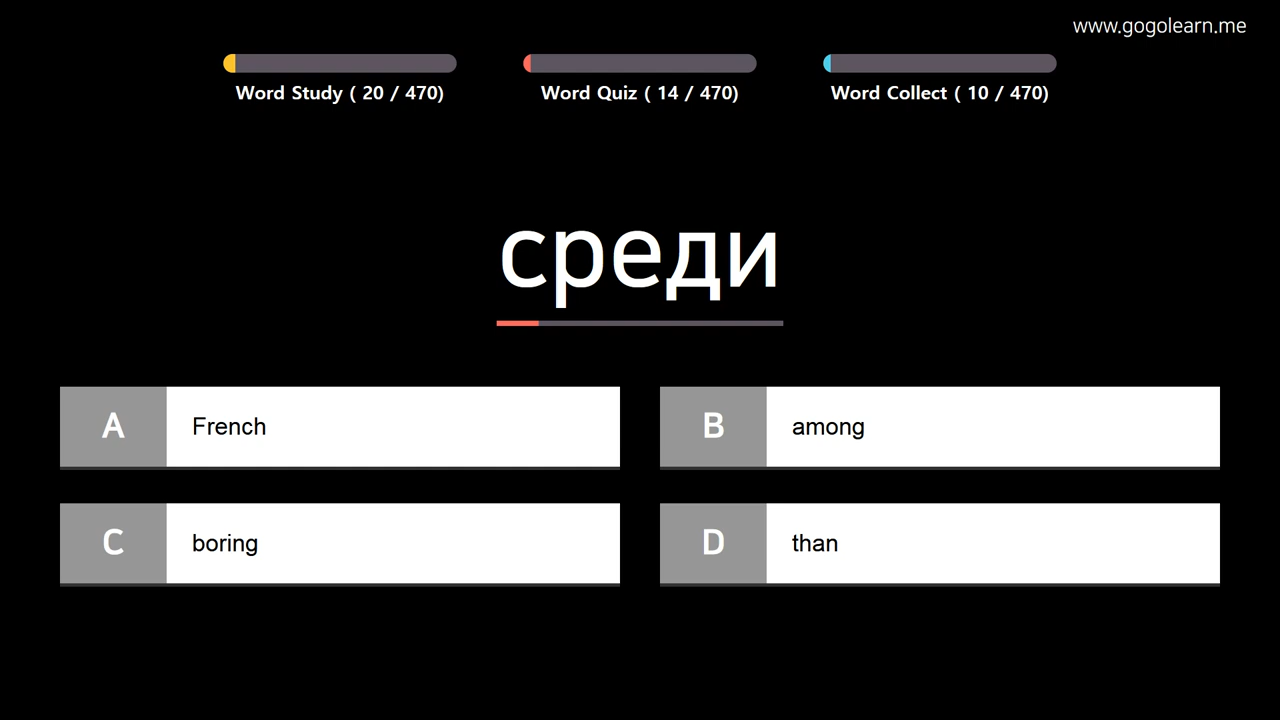 www.gogolearn.me
Word Study ( 20 / 470)
Word Quiz ( 14 / 470)
Word Collect ( 10 / 470)
среди
A French
B among
C boring
D than